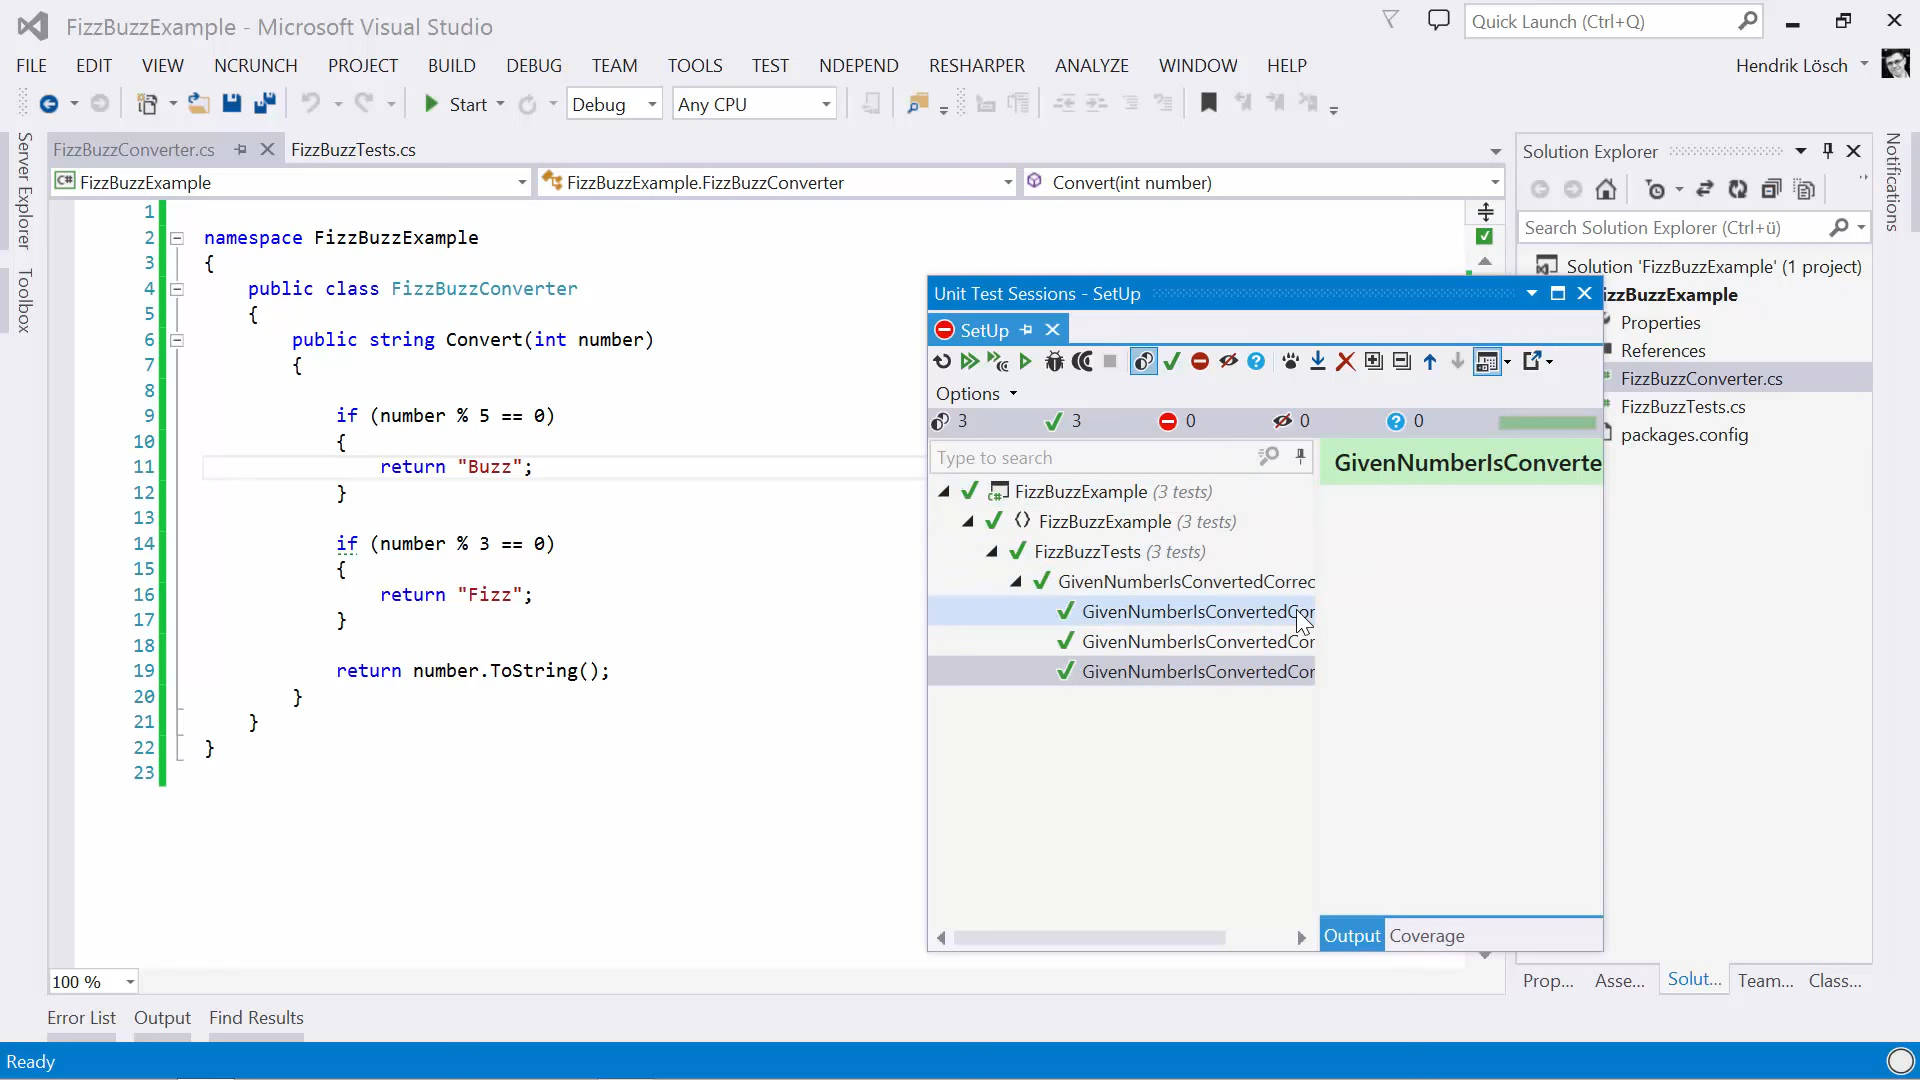 FizzBuzzExample - Microsoft Visual Studio
Quick Launch (Ctrl+Q)
FILE EDIT VIEW NCRUNCH PROJECT BUILD DEBUG TEAM TOOLS TEST NDEPEND RESHARPER ANALYZE WINDOW HELP
Hendrik Lösch
Start Debug Any CPU
Server Explorer
Toolbox
FizzBuzzConverter.cs FizzBuzzTests.cs
FizzBuzzExample FizzBuzzExample.FizzBuzzConverter Convert(int number)
1
2 namespace FizzBuzzExample
3 {
4 public class FizzBuzzConverter
5 {
6 public string Convert(int number)
7 {
8
9 if (number % 5 == 0)
10 {
11 return "Buzz";
12 }
13
14 if (number % 3 == 0)
15 {
16 return "Fizz";
17 }
18
19 return number.ToString();
20 }
21 }
22 }
23
100 %
Unit Test Sessions - SetUp
SetUp
Options
3 3 0 0 0
Type to search
GivenNumberIsConverte
FizzBuzzExample (3 tests)
FizzBuzzExample (3 tests)
FizzBuzzTests (3 tests)
GivenNumberIsConvertedCorrec
GivenNumberIsConvertedCor
GivenNumberIsConvertedCor
GivenNumberIsConvertedCor
Output Coverage
Solution Explorer
Search Solution Explorer (Ctrl+ü)
Solution 'FizzBuzzExample' (1 project)
izzBuzzExample
Properties
References
FizzBuzzConverter.cs
FizzBuzzTests.cs
packages.config
Prop... Asse... Solut... Team... Class...
Notifications
Error List Output Find Results
Ready